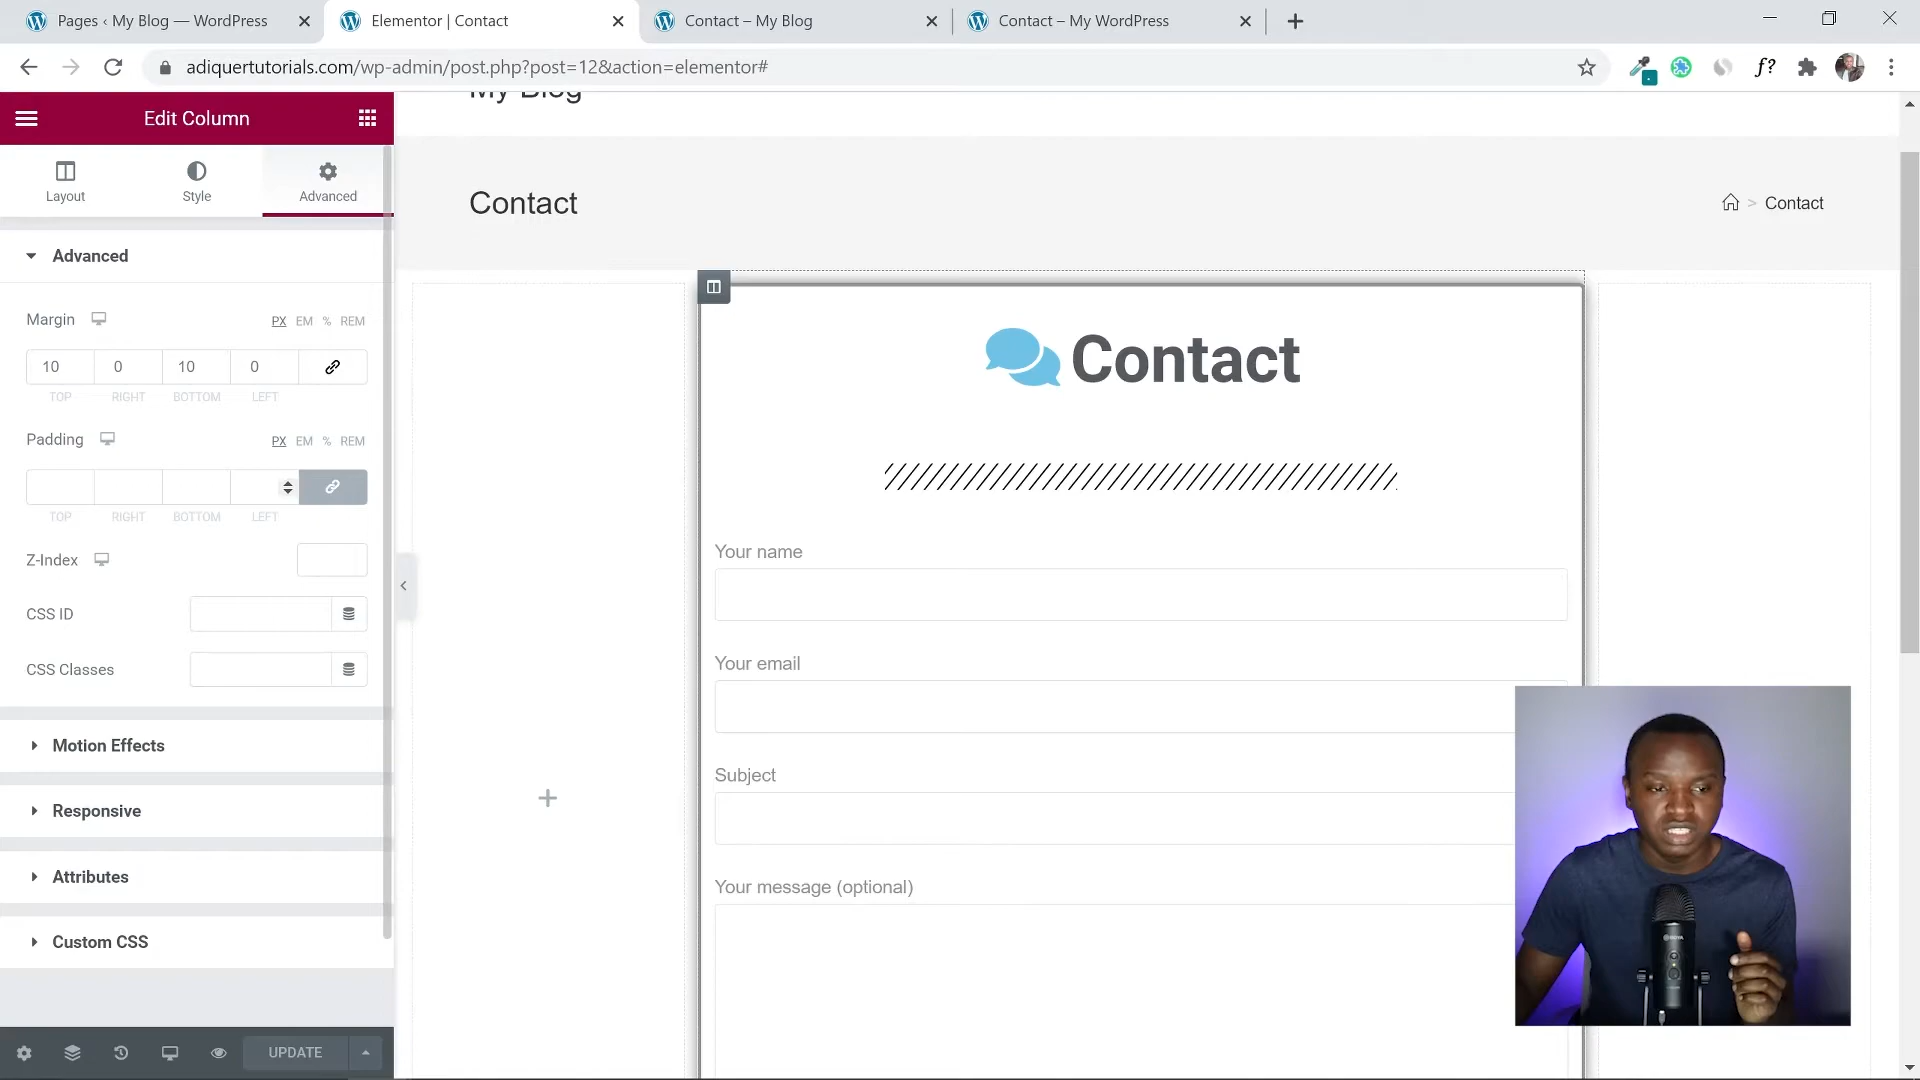 Pages ‹ My Blog — WordPress
Elementor | Contact
Contact – My Blog
Contact – My WordPress
adiquertutorials.com/wp-admin/post.php?post=12&action=elementor#
f?
Edit Column
My Blog
Layout
Style
Advanced
Contact
> Contact
Advanced
Margin
PX EM % REM
10 0 10 0
TOP RIGHT BOTTOM LEFT
Padding
PX EM % REM
TOP RIGHT BOTTOM LEFT
Z-Index
CSS ID
CSS Classes
Motion Effects
Responsive
Attributes
Custom CSS
UPDATE
Contact
Your name
Your email
Subject
Your message (optional)